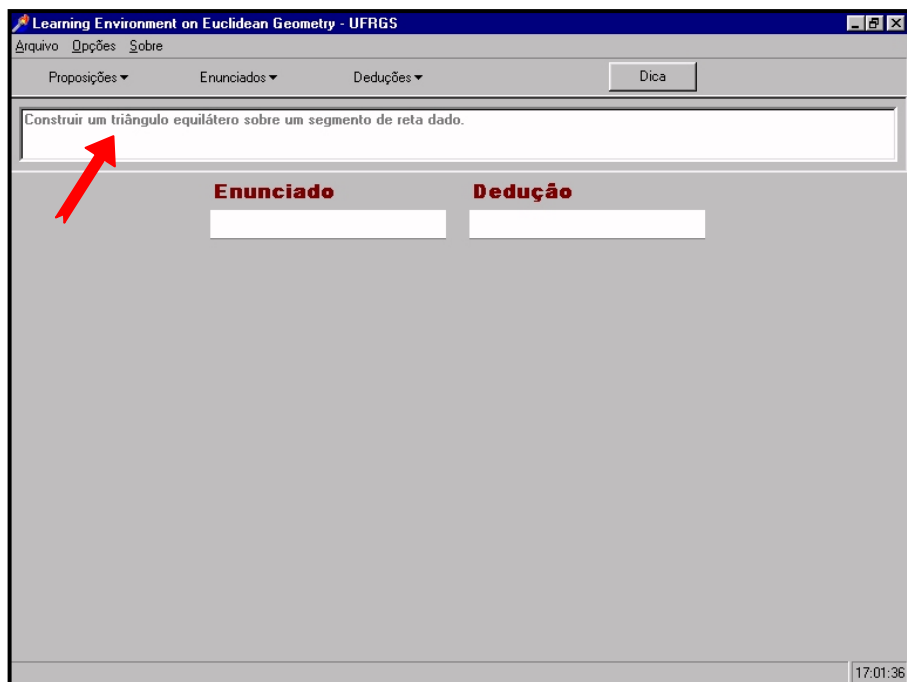 Learning Environment on Euclidean Geometry - UFRGS
Arquivo Opções Sobre
Proposições Enunciados Deduções Dica
Construir um triângulo equilátero sobre um segmento de reta dado.
Enunciado Dedução
17:01:36